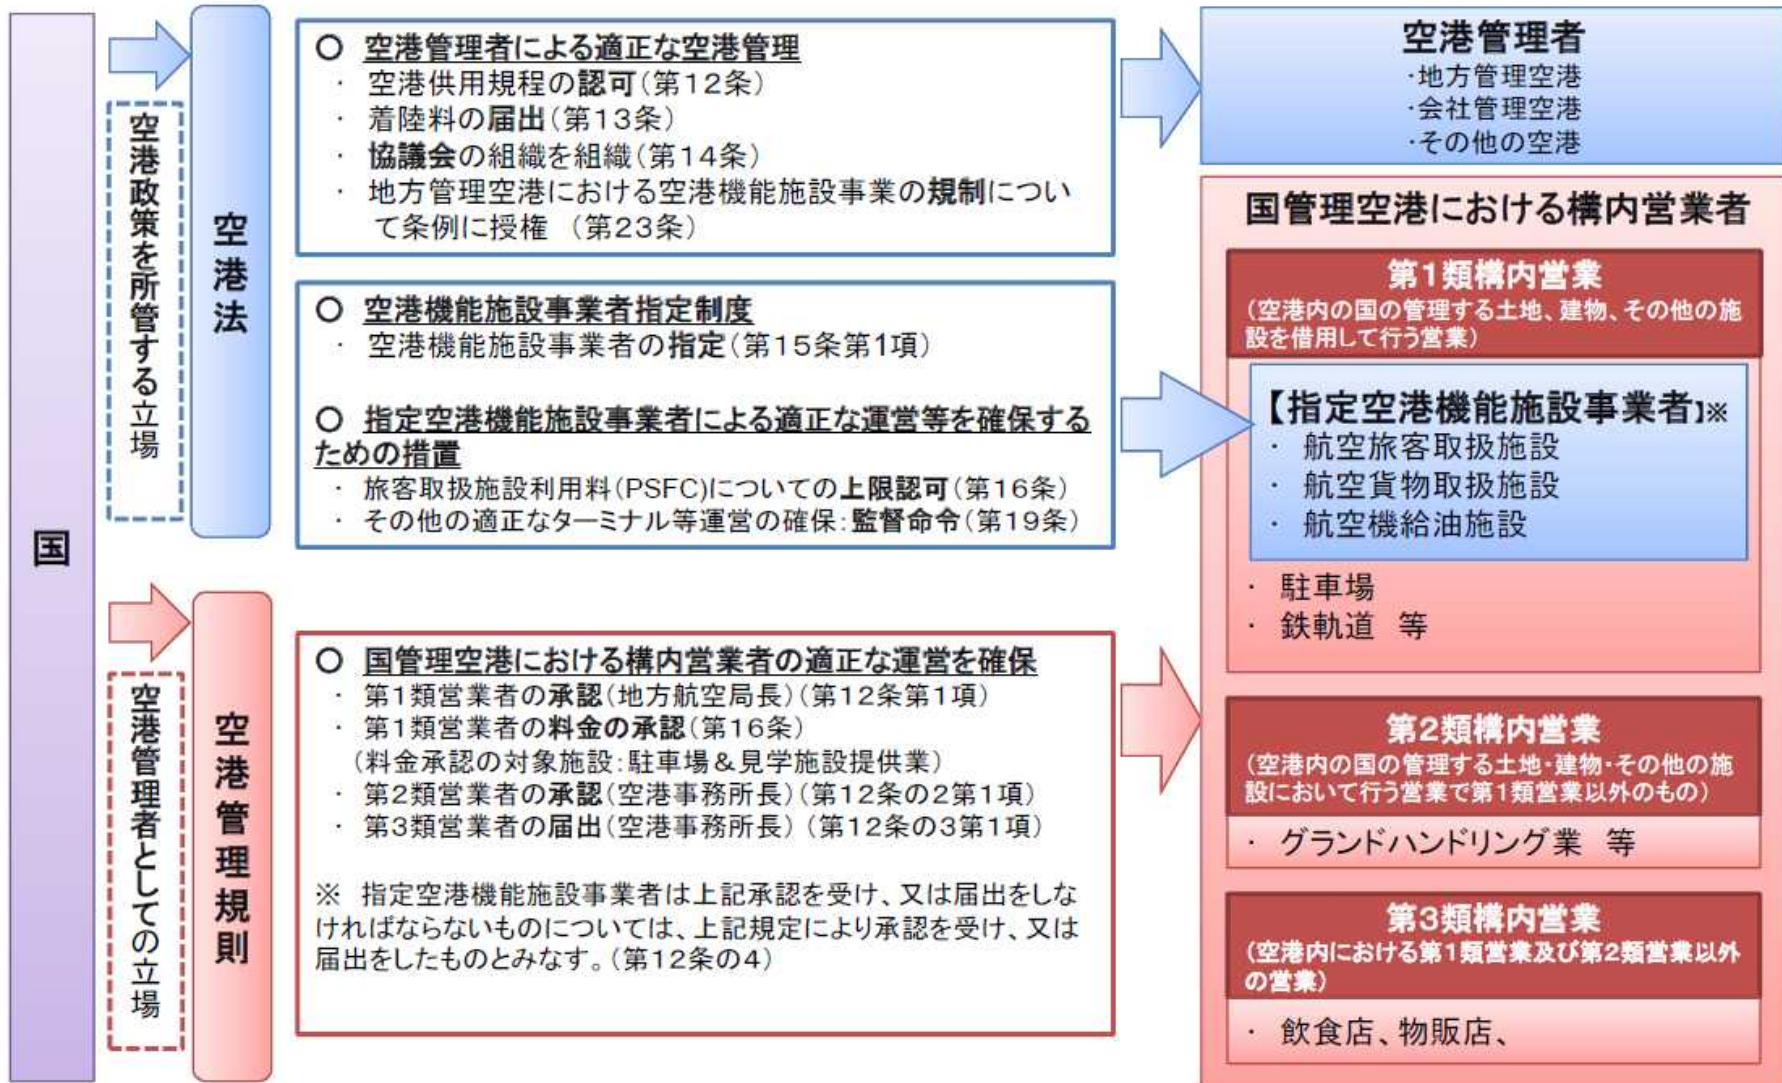 国
空港政策を所管する立場
空港法
〇 空港管理者による適正な空港管理
・ 空港供用規程の認可(第12条)
・ 着陸料の届出(第13条)
・ 協議会の組織を組織(第14条)
・ 地方管理空港における空港機能施設事業の規制につい
て条例に授権 (第23条)
〇 空港機能施設事業者指定制度
・ 空港機能施設事業者の指定(第15条第1項)
〇 指定空港機能施設事業者による適正な運営等を確保する
ための措置
・ 旅客取扱施設利用料(PSFC)についての上限認可(第16条)
・ その他の適正なターミナル等運営の確保:監督命令(第19条)
空港管理者としての立場
空港管理規則
〇 国管理空港における構内営業者の適正な運営を確保
・ 第1類営業者の承認(地方航空局長)(第12条第1項)
・ 第1類営業者の料金の承認(第16条)
(料金承認の対象施設:駐車場&見学施設提供業)
・ 第2類営業者の承認(空港事務所長)(第12条の2第1項)
・ 第3類営業者の届出(空港事務所長) (第12条の3第1項)
※ 指定空港機能施設事業者は上記承認を受け、又は届出をしな
ければならないものについては、上記規定により承認を受け、又は
届出をしたものとみなす。(第12条の4)
空港管理者
・地方管理空港
・会社管理空港
・その他の空港
国管理空港における構内営業者
第1類構内営業
(空港内の国の管理する土地、建物、その他の施
設を借用して行う営業)
【指定空港機能施設事業者】※
・ 航空旅客取扱施設
・ 航空貨物取扱施設
・ 航空機給油施設
・ 駐車場
・ 鉄軌道 等
第2類構内営業
(空港内の国の管理する土地・建物・その他の施
設において行う営業で第1類営業以外のもの)
・ グランドハンドリング業 等
第3類構内営業
(空港内における第1類営業及び第2類営業以外
の営業)
・ 飲食店、物販店、